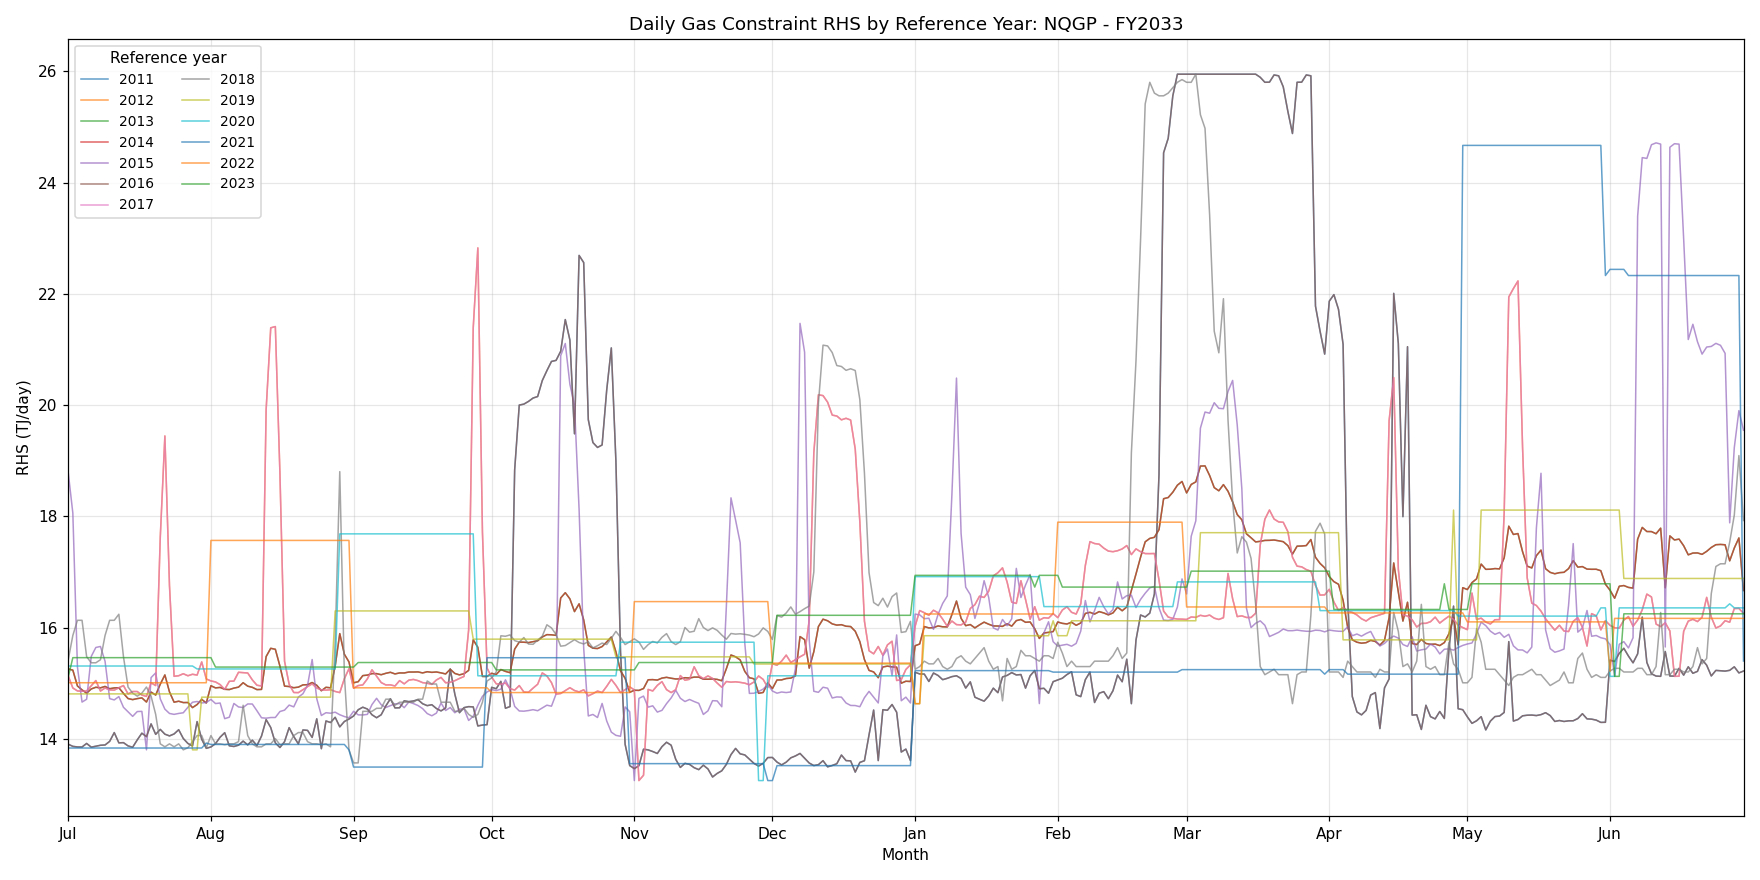 Daily Gas Constraint RHS by Reference Year: NQGP - FY2033
Reference year
2011 2018
2012 2019
2013 2020
2014 2021
2015 2022
2016 2023
2017
RHS (TJ/day)
26
24
22
20
18
16
14
Jul Aug Sep Oct Nov Dec Jan Feb Mar Apr May Jun
Month